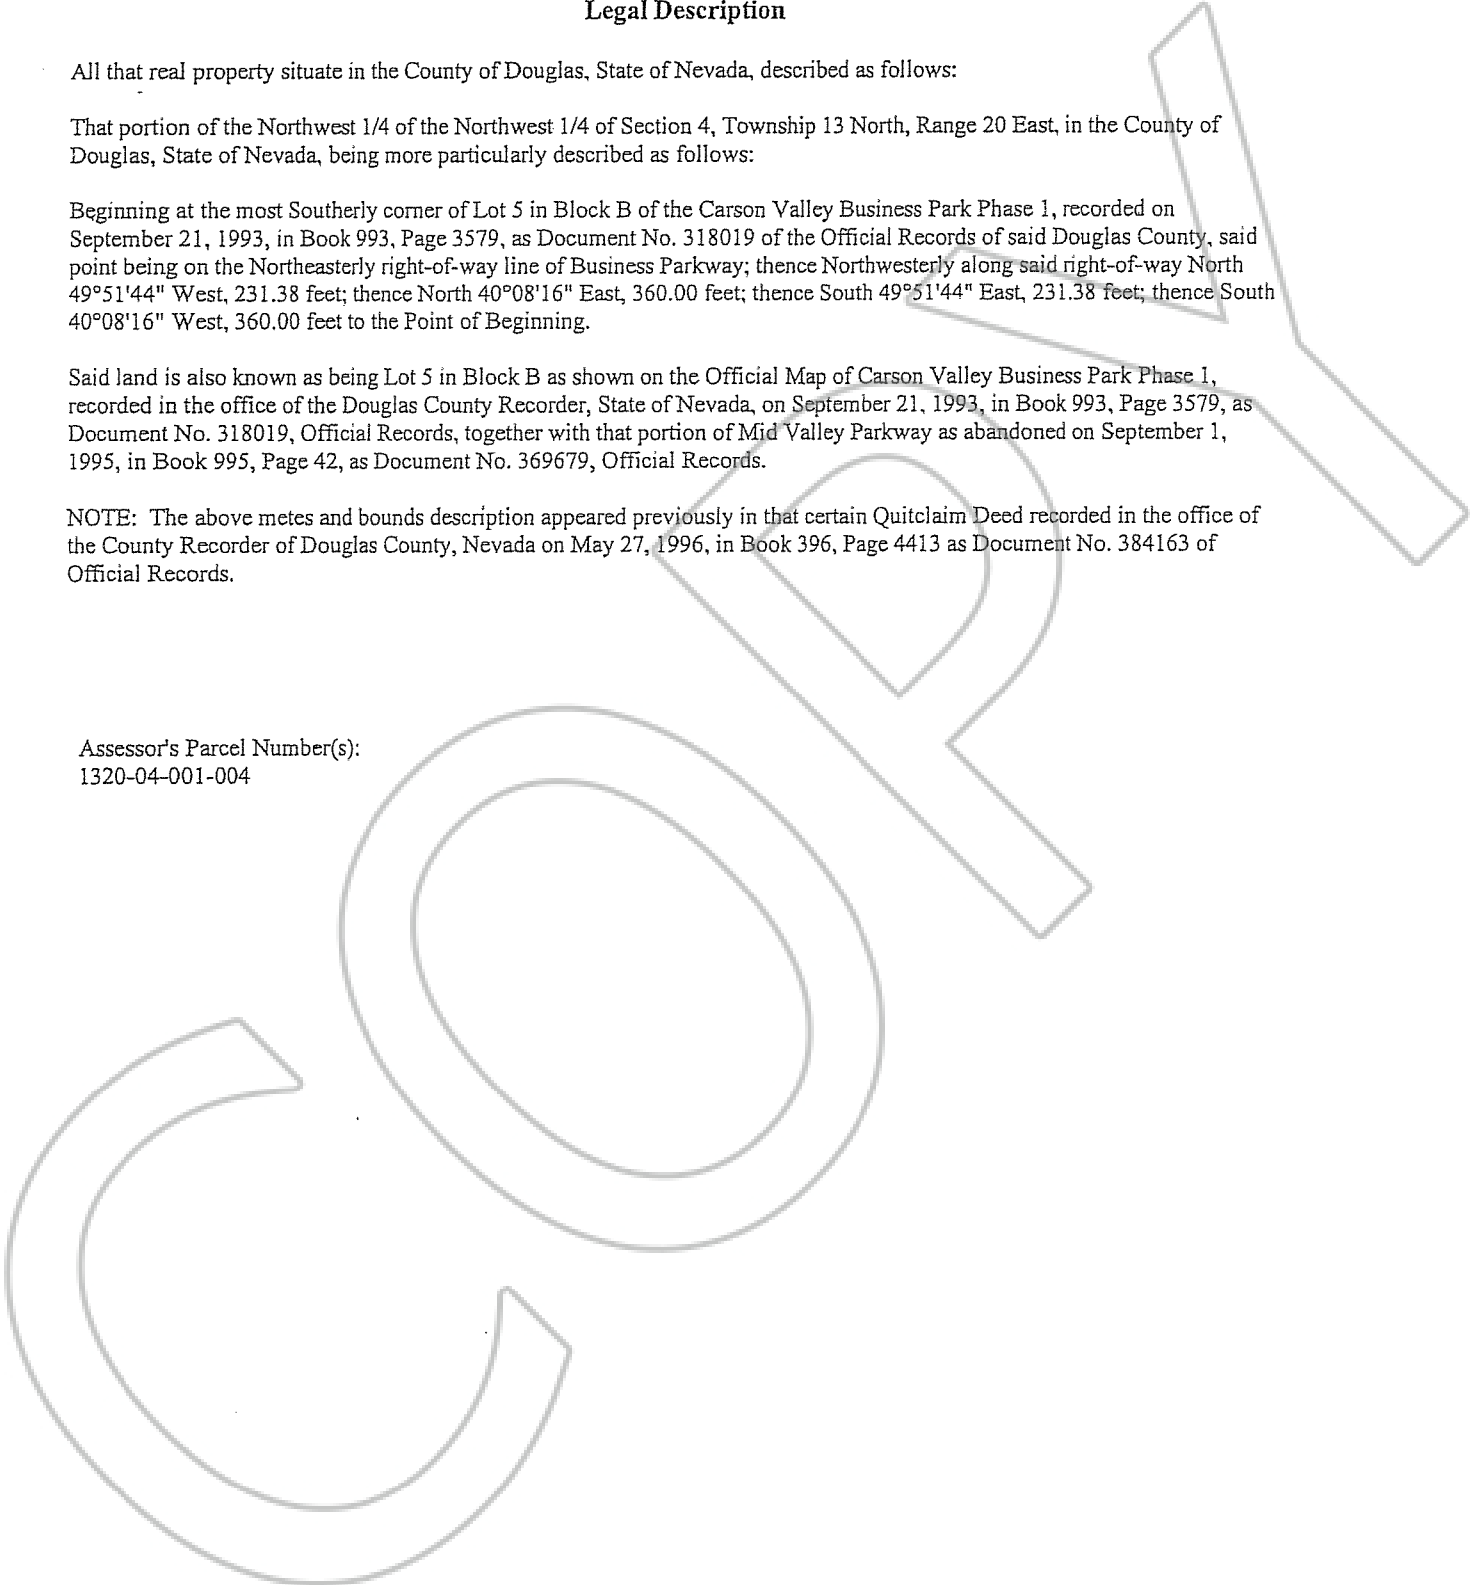 Legal Description
All that real property situate in the County of Douglas, State of Nevada, described as follows:
That portion of the Northwest 1/4 of the Northwest 1/4 of Section 4, Township 13 North, Range 20 East, in the County of
Douglas, State of Nevada, being more particularly described as follows:
Beginning at the most Southerly corner of Lot 5 in Block B of the Carson Valley Business Park Phase 1, recorded on
September 21, 1993, in Book 993, Page 3579, as Document No. 318019 of the Official Records of said Douglas County, said
point being on the Northeasterly right-of-way line of Business Parkway; thence Northwesterly along said right-of-way North
49°51'44" West, 231.38 feet; thence North 40°08'16" East, 360.00 feet; thence South 49°51'44" East, 231.38 feet; thence South
40°08'16" West, 360.00 feet to the Point of Beginning.
Said land is also known as being Lot 5 in Block B as shown on the Official Map of Carson Valley Business Park Phase 1,
recorded in the office of the Douglas County Recorder, State of Nevada, on September 21, 1993, in Book 993, Page 3579, as
Document No. 318019, Official Records, together with that portion of Mid Valley Parkway as abandoned on September 1,
1995, in Book 995, Page 42, as Document No. 369679, Official Records.
NOTE: The above metes and bounds description appeared previously in that certain Quitclaim Deed recorded in the office of
the County Recorder of Douglas County, Nevada on May 27, 1996, in Book 396, Page 4413 as Document No. 384163 of
Official Records.
Assessor's Parcel Number(s):
1320-04-001-004
COPY